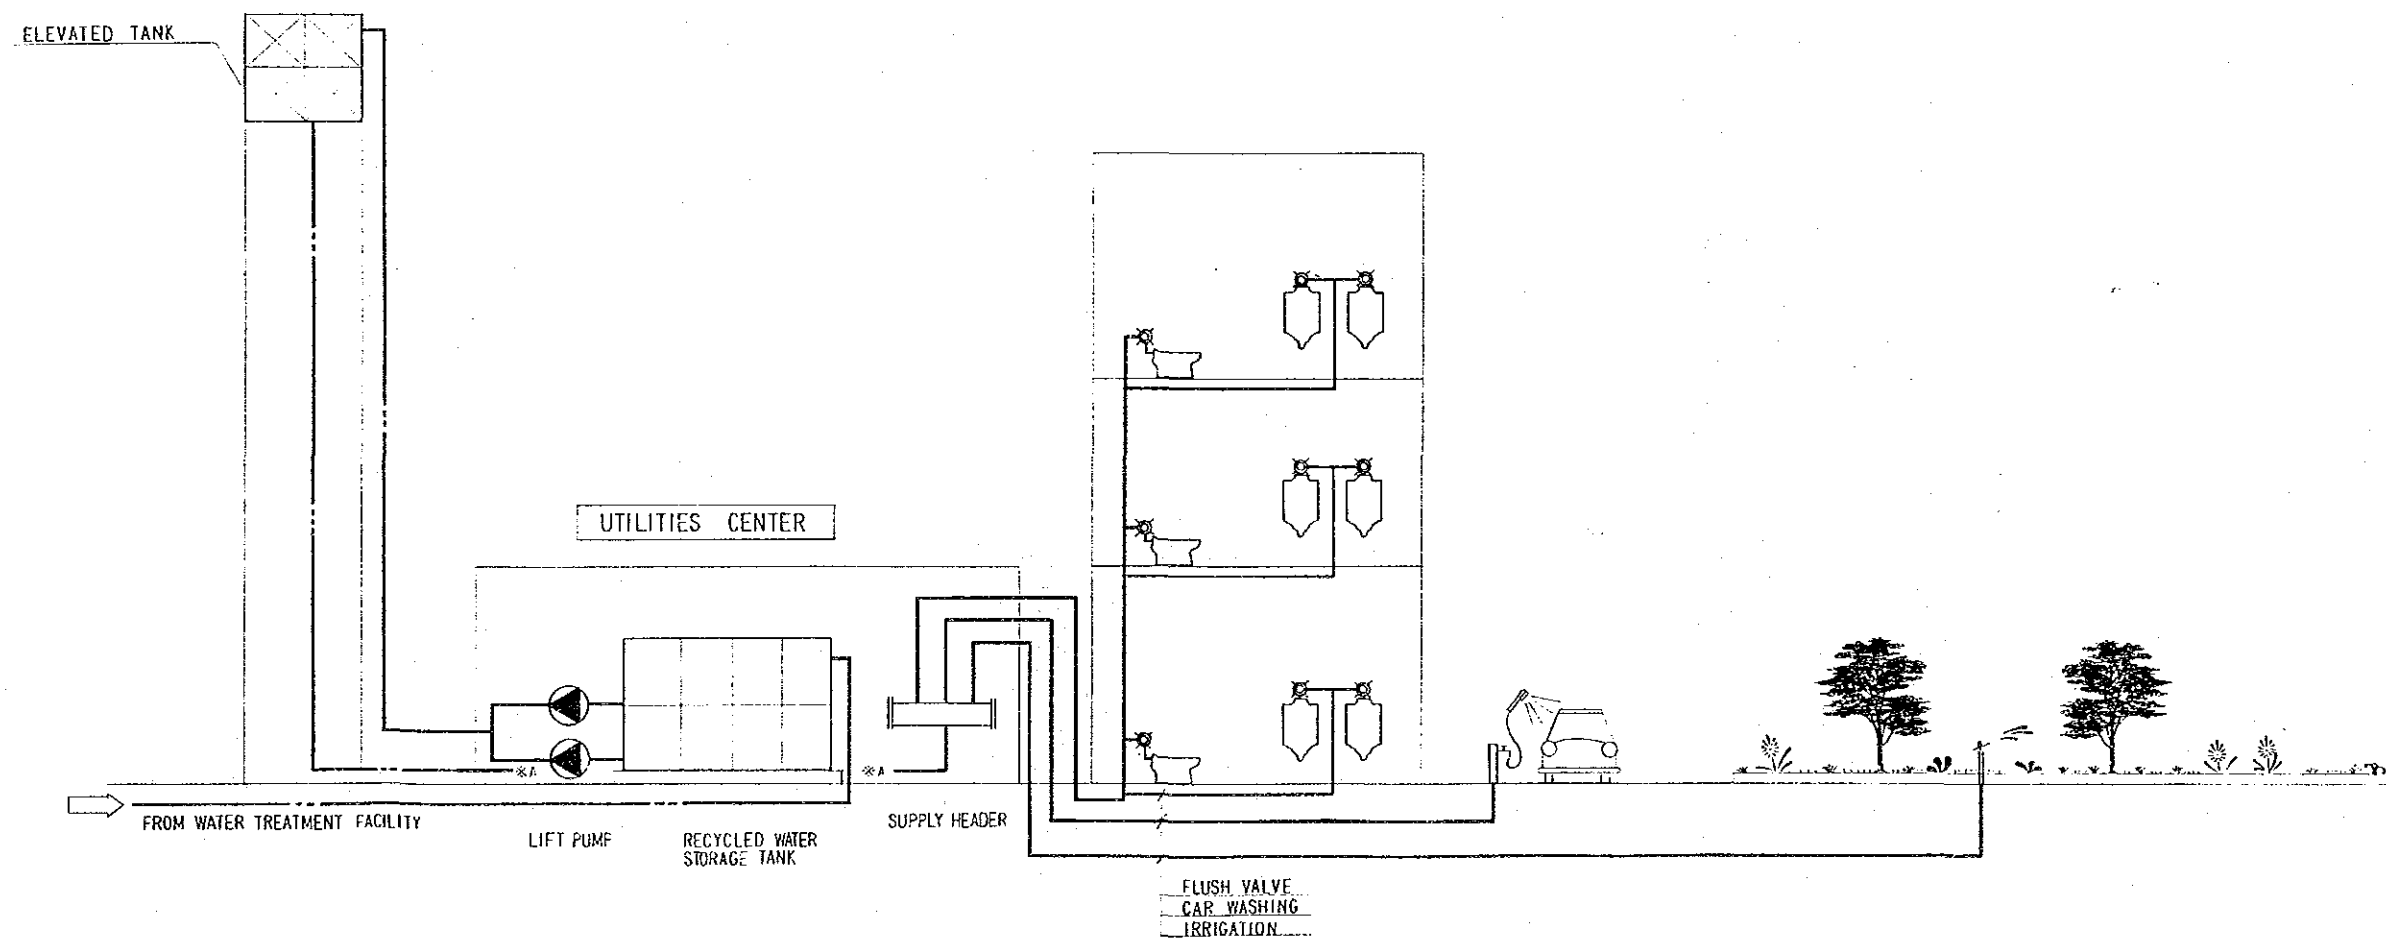 ELEVATED TANK
UTILITIES CENTER
※A
※A
FROM WATER TREATMENT FACILITY
LIFT PUMP
RECYCLED WATER
STORAGE TANK
SUPPLY HEADER
FLUSH VALVE
CAR WASHING
IRRIGATION